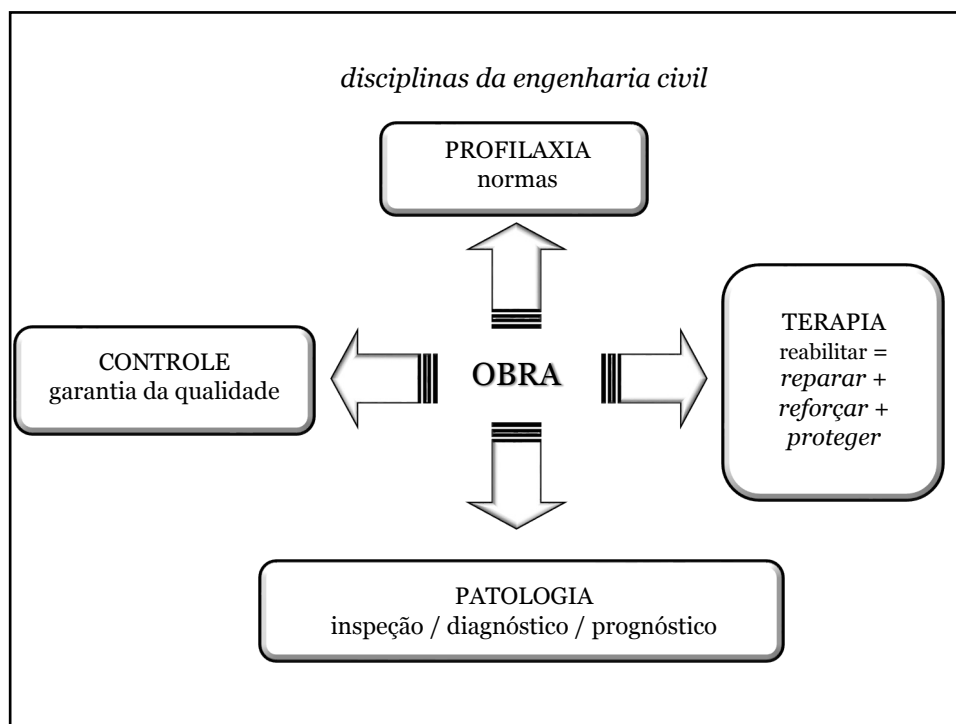 disciplinas da engenharia civil
PROFILAXIA
normas
CONTROLE
garantia da qualidade
OBRA
TERAPIA
reabilitar =
reparar +
reforçar +
proteger
PATOLOGIA
inspeção / diagnóstico / prognóstico